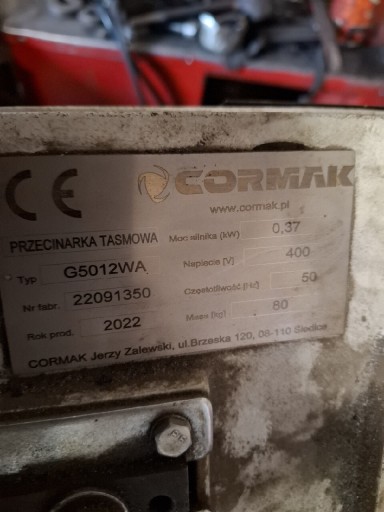 CE CORMAK
www.cormak.pl
PRZECINARKA TAŚMOWA Moc silnika [kW] 0,37
Typ G5012WA Napięcie [V] 400
Nr fabr. 22091350 Częstotliwość [Hz] 50
Rok prod. 2022 Masa [kg] 80
CORMAK Jerzy Zalewski, ul.Brzeska 120, 08-110 Siedlce